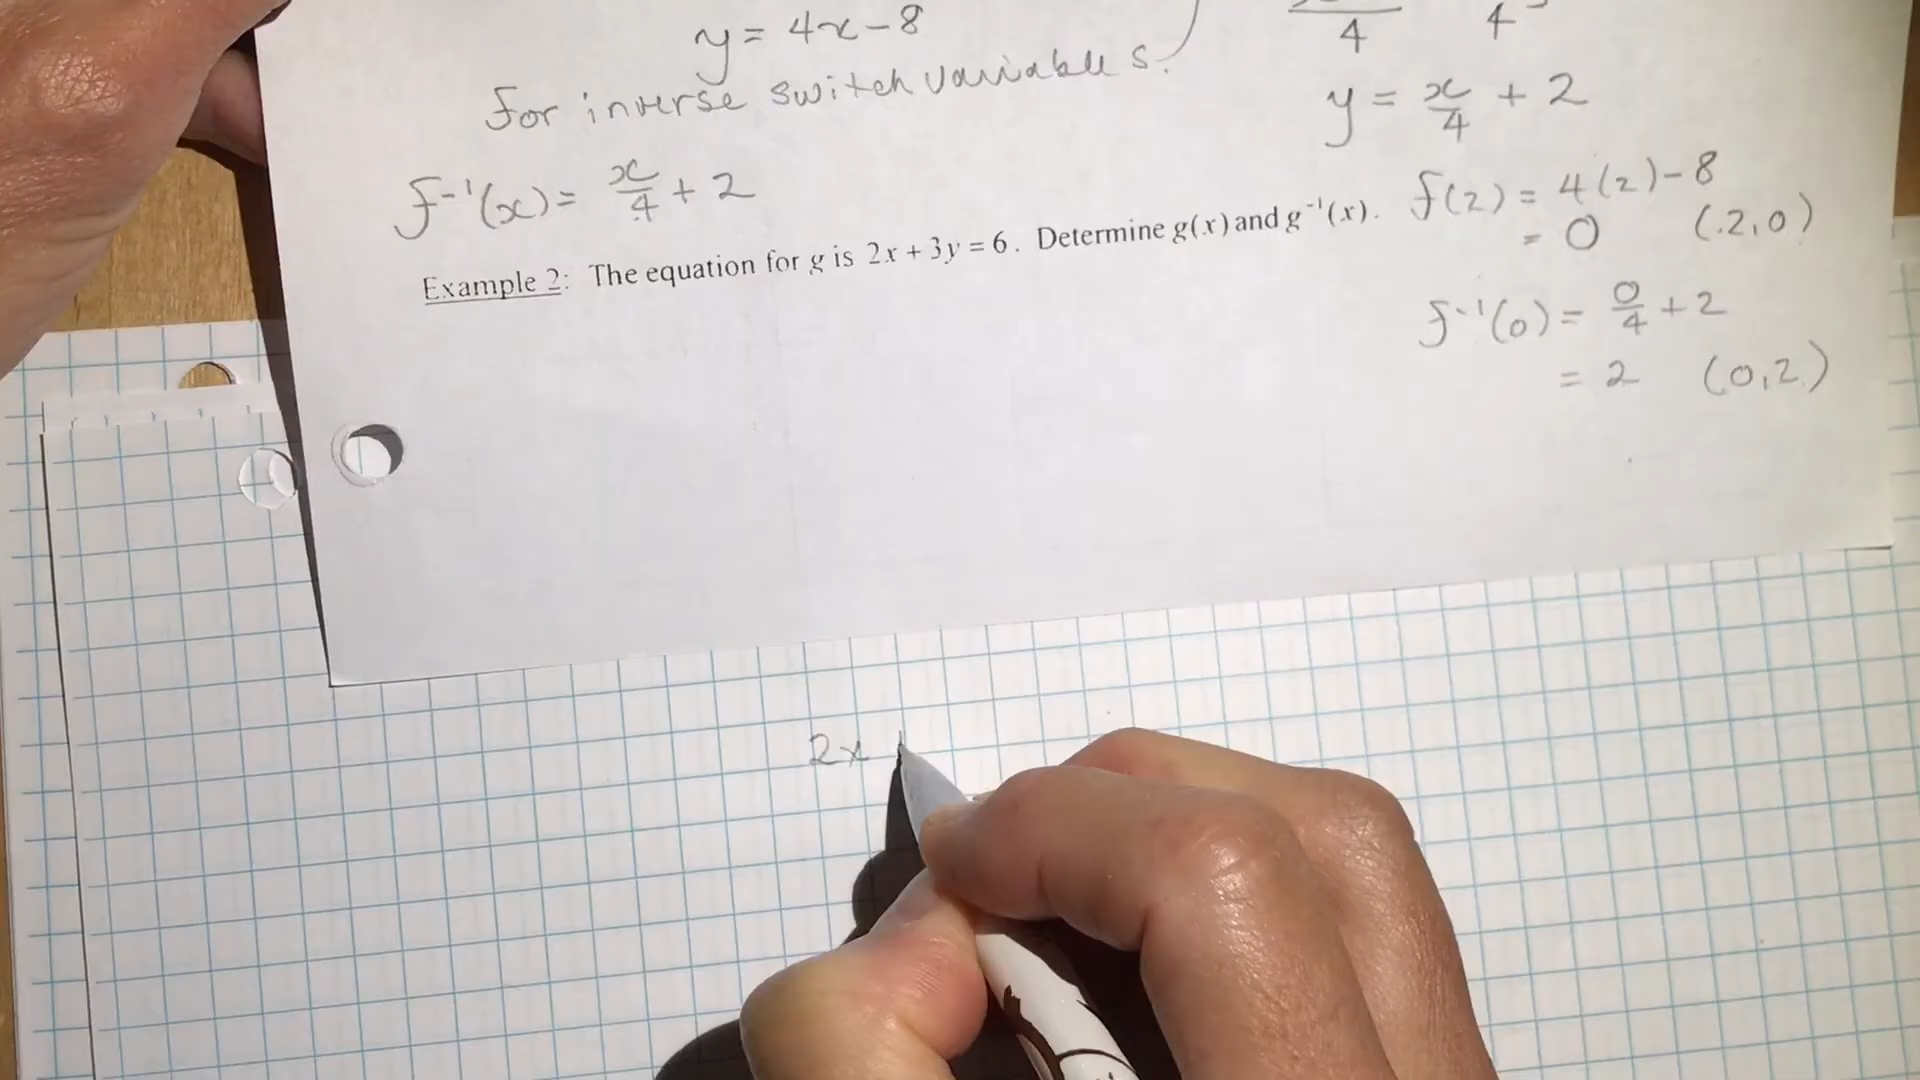 y = 4x - 8
For inverse switch variables.
f⁻¹(x) = x/4 + 2
4 4
y = x/4 + 2
f(2) = 4(2) - 8
= 0 (2,0)
Example 2: The equation for g is 2x + 3y = 6. Determine g(x) and g⁻¹(x).
f⁻¹(0) = 0/4 + 2
= 2 (0,2)
2x